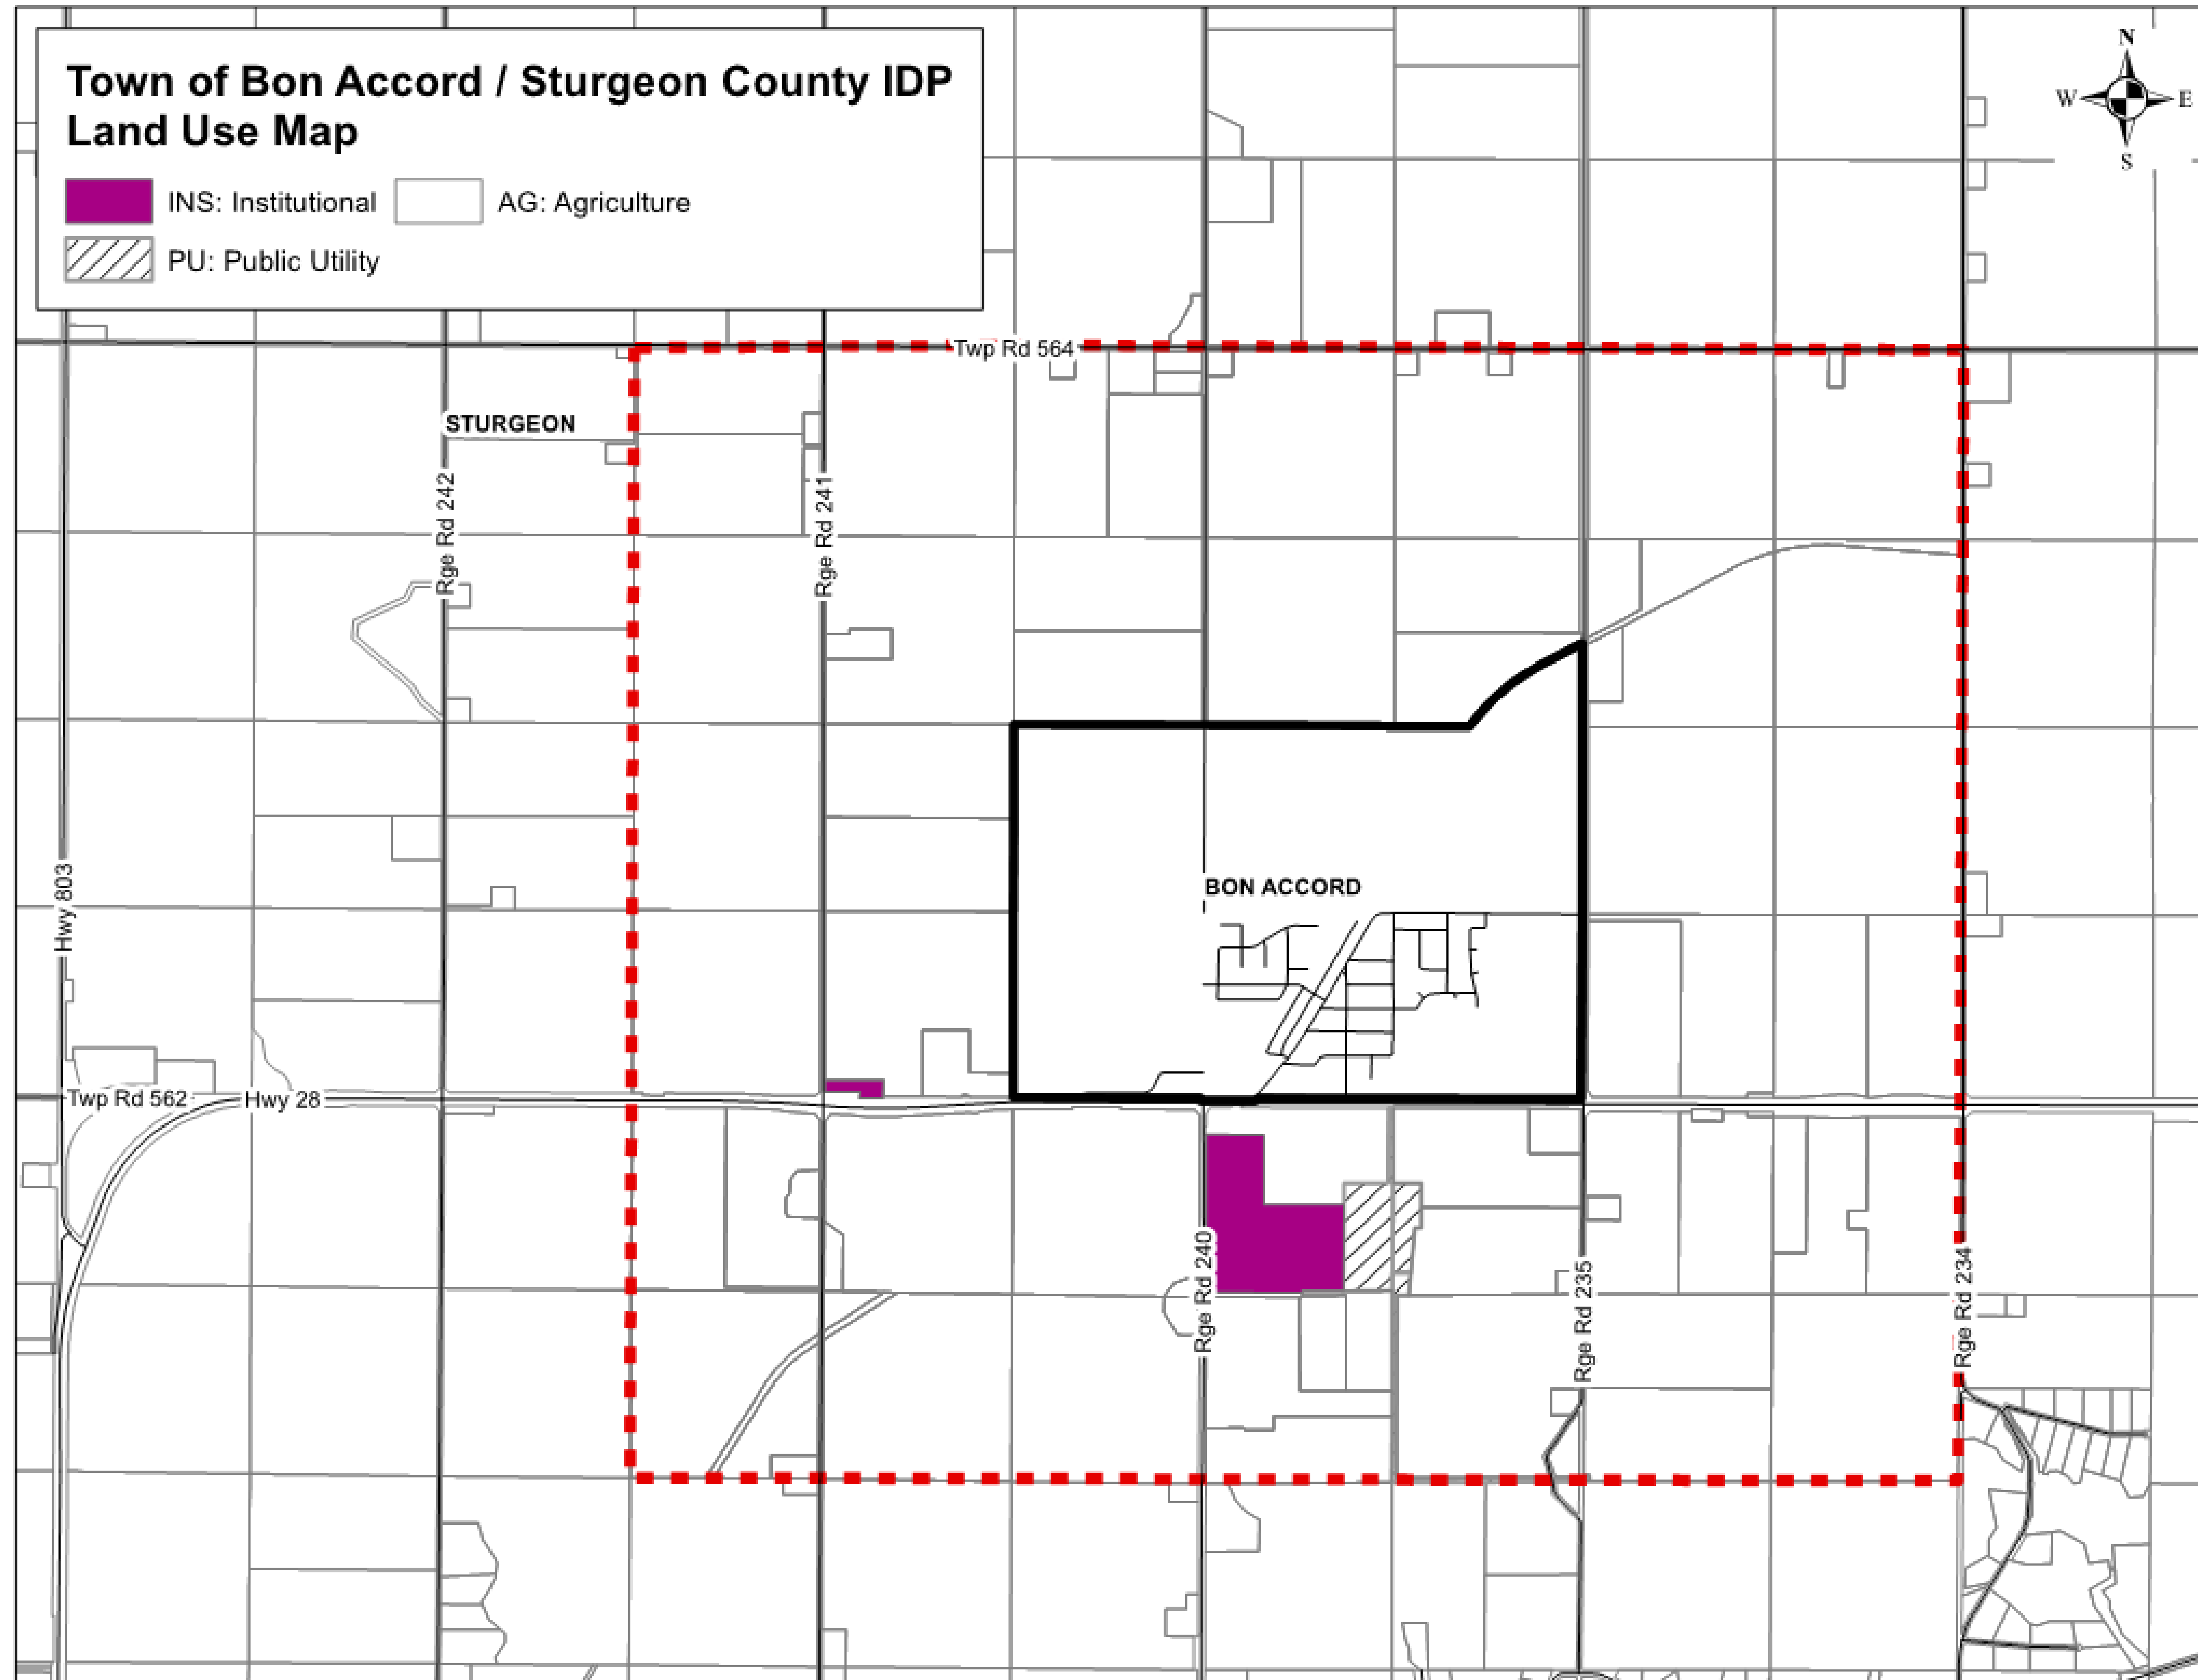 Town of Bon Accord / Sturgeon County IDP
Land Use Map
INS: Institutional
AG: Agriculture
PU: Public Utility
N
W
E
S
Twp Rd 564
STURGEON
Rge Rd 242
Rge Rd 241
Hwy 803
BON ACCORD
Twp Rd 562
Hwy 28
Rge Rd 240
Rge Rd 235
Rge Rd 234